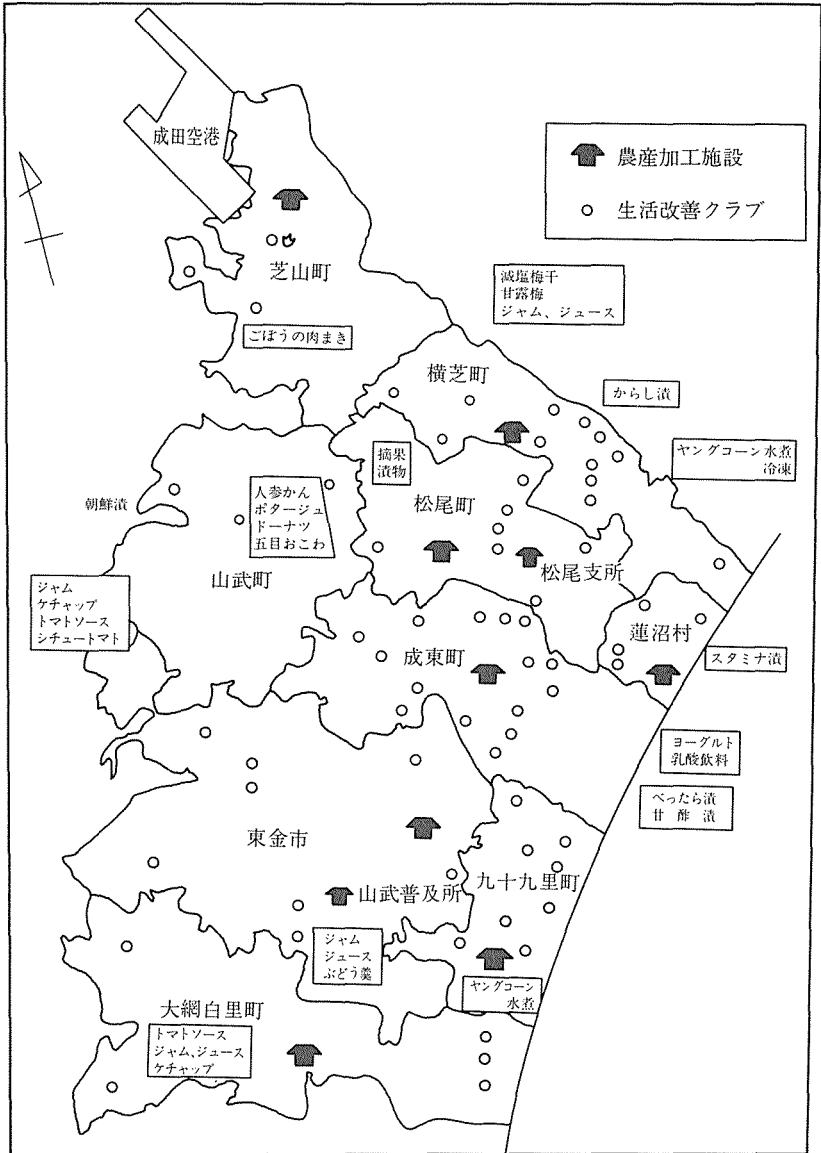 成田空港
農産加工施設
生活改善クラブ
芝山町
ごぼうの肉まき
減塩梅干
甘露梅
ジャム、ジュース
横芝町
からし漬
摘果
漬物
ヤングコーン水煮
冷凍
松尾町
朝鮮漬
人参かん
ポタージュ
ドーナツ
五目おこわ
山武町
松尾支所
ジャム
ケチャップ
トマトソース
シチュートマト
蓮沼村
成東町
スタミナ漬
ヨーグルト
乳酸飲料
べったら漬
甘酢漬
東金市
九十九里町
山武普及所
ジャム
ジュース
ぶどう羹
ヤングコーン
水煮
大網白里町
トマトソース
ジャム、ジュース
ケチャップ